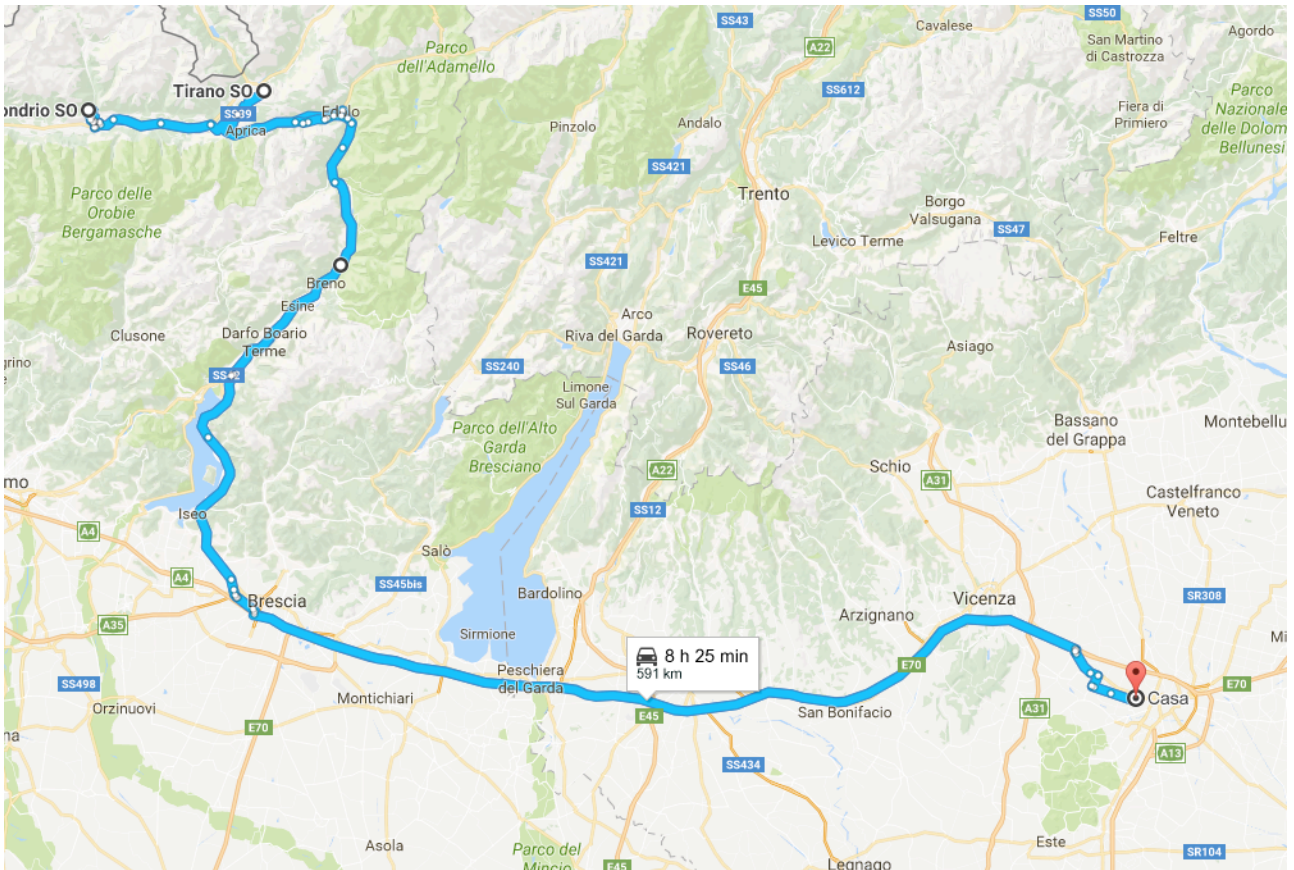 SS50
SS43
Cavalese
Agordo
Parco
dell'Adamello
A22
San Martino
di Castrozza
Tirano SO
SS612
Parco
Nazionale
delle Dolom
Bellunesi
ondrio SO
SS39
Edolo
Aprica
Pinzolo
Andalo
Fiera di
Primiero
SS421
Parco delle
Orobie
Bergamasche
Trento
Borgo
Valsugana
SS47
Levico Terme
Feltre
SS421
Breno
E45
Esine
Arco
Clusone
Darfo Boario
Terme
Riva del Garda
Rovereto
Asiago
grino
SS240
SS46
SS42
Limone
Sul Garda
Parco dell'Alto
Garda
Bresciano
Bassano
del Grappa
Montebellu
A22
Schio
A31
mo
Castelfranco
Veneto
Iseo
SS12
A4
Salò
A4
SS45bis
Bardolino
Brescia
Vicenza
SR308
Arzignano
A35
Sirmione
Mi
8 h 25 min
591 km
E70
Peschiera
del Garda
SS498
Montichiari
Orzinuovi
E45
San Bonifacio
A31
Casa
E70
E70
na
A13
SS434
Asola
Parco del
Mincio
Este
SR104
E45
Legnago